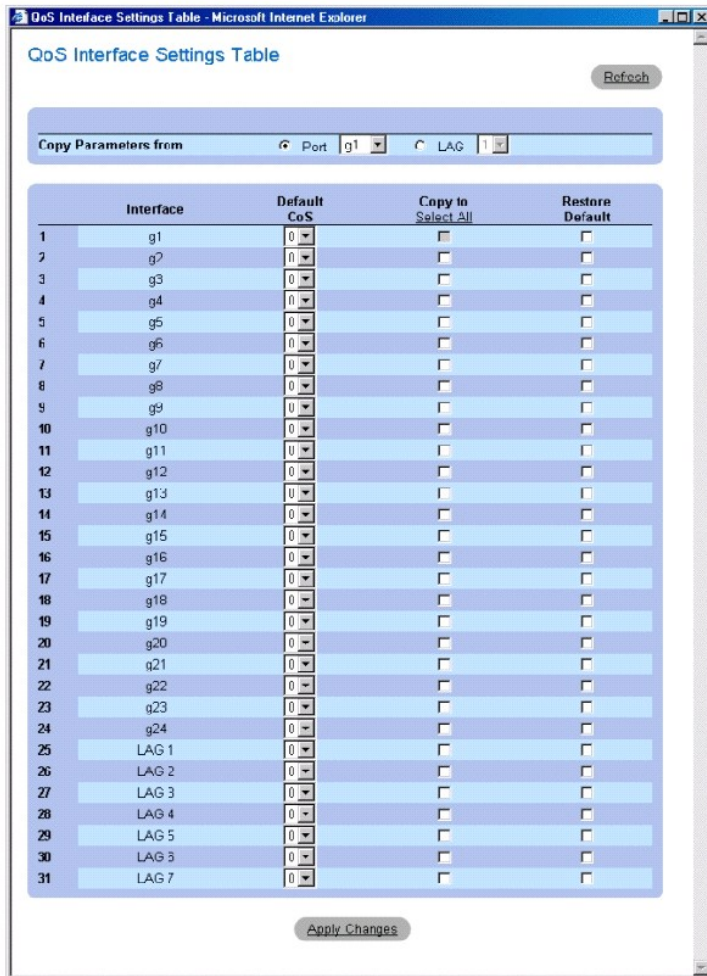 QoS Interface Settings Table - Microsoft Internet Explorer
QoS Interface Settings Table
Refresh
Copy Parameters from Port g1 LAG 1
Interface Default CoS Copy to Select All Restore Default
1 g1 0
2 g2 0
3 g3 0
4 g4 0
5 g5 0
6 g6 0
7 g7 0
8 g8 0
9 g9 0
10 g10 0
11 g11 0
12 g12 0
13 g13 0
14 g14 0
15 g15 0
16 g16 0
17 g17 0
18 g18 0
19 g19 0
20 g20 0
21 g21 0
22 g22 0
23 g23 0
24 g24 0
25 LAG 1 0
26 LAG 2 0
27 LAG 3 0
28 LAG 4 0
29 LAG 5 0
30 LAG 6 0
31 LAG 7 0
Apply Changes